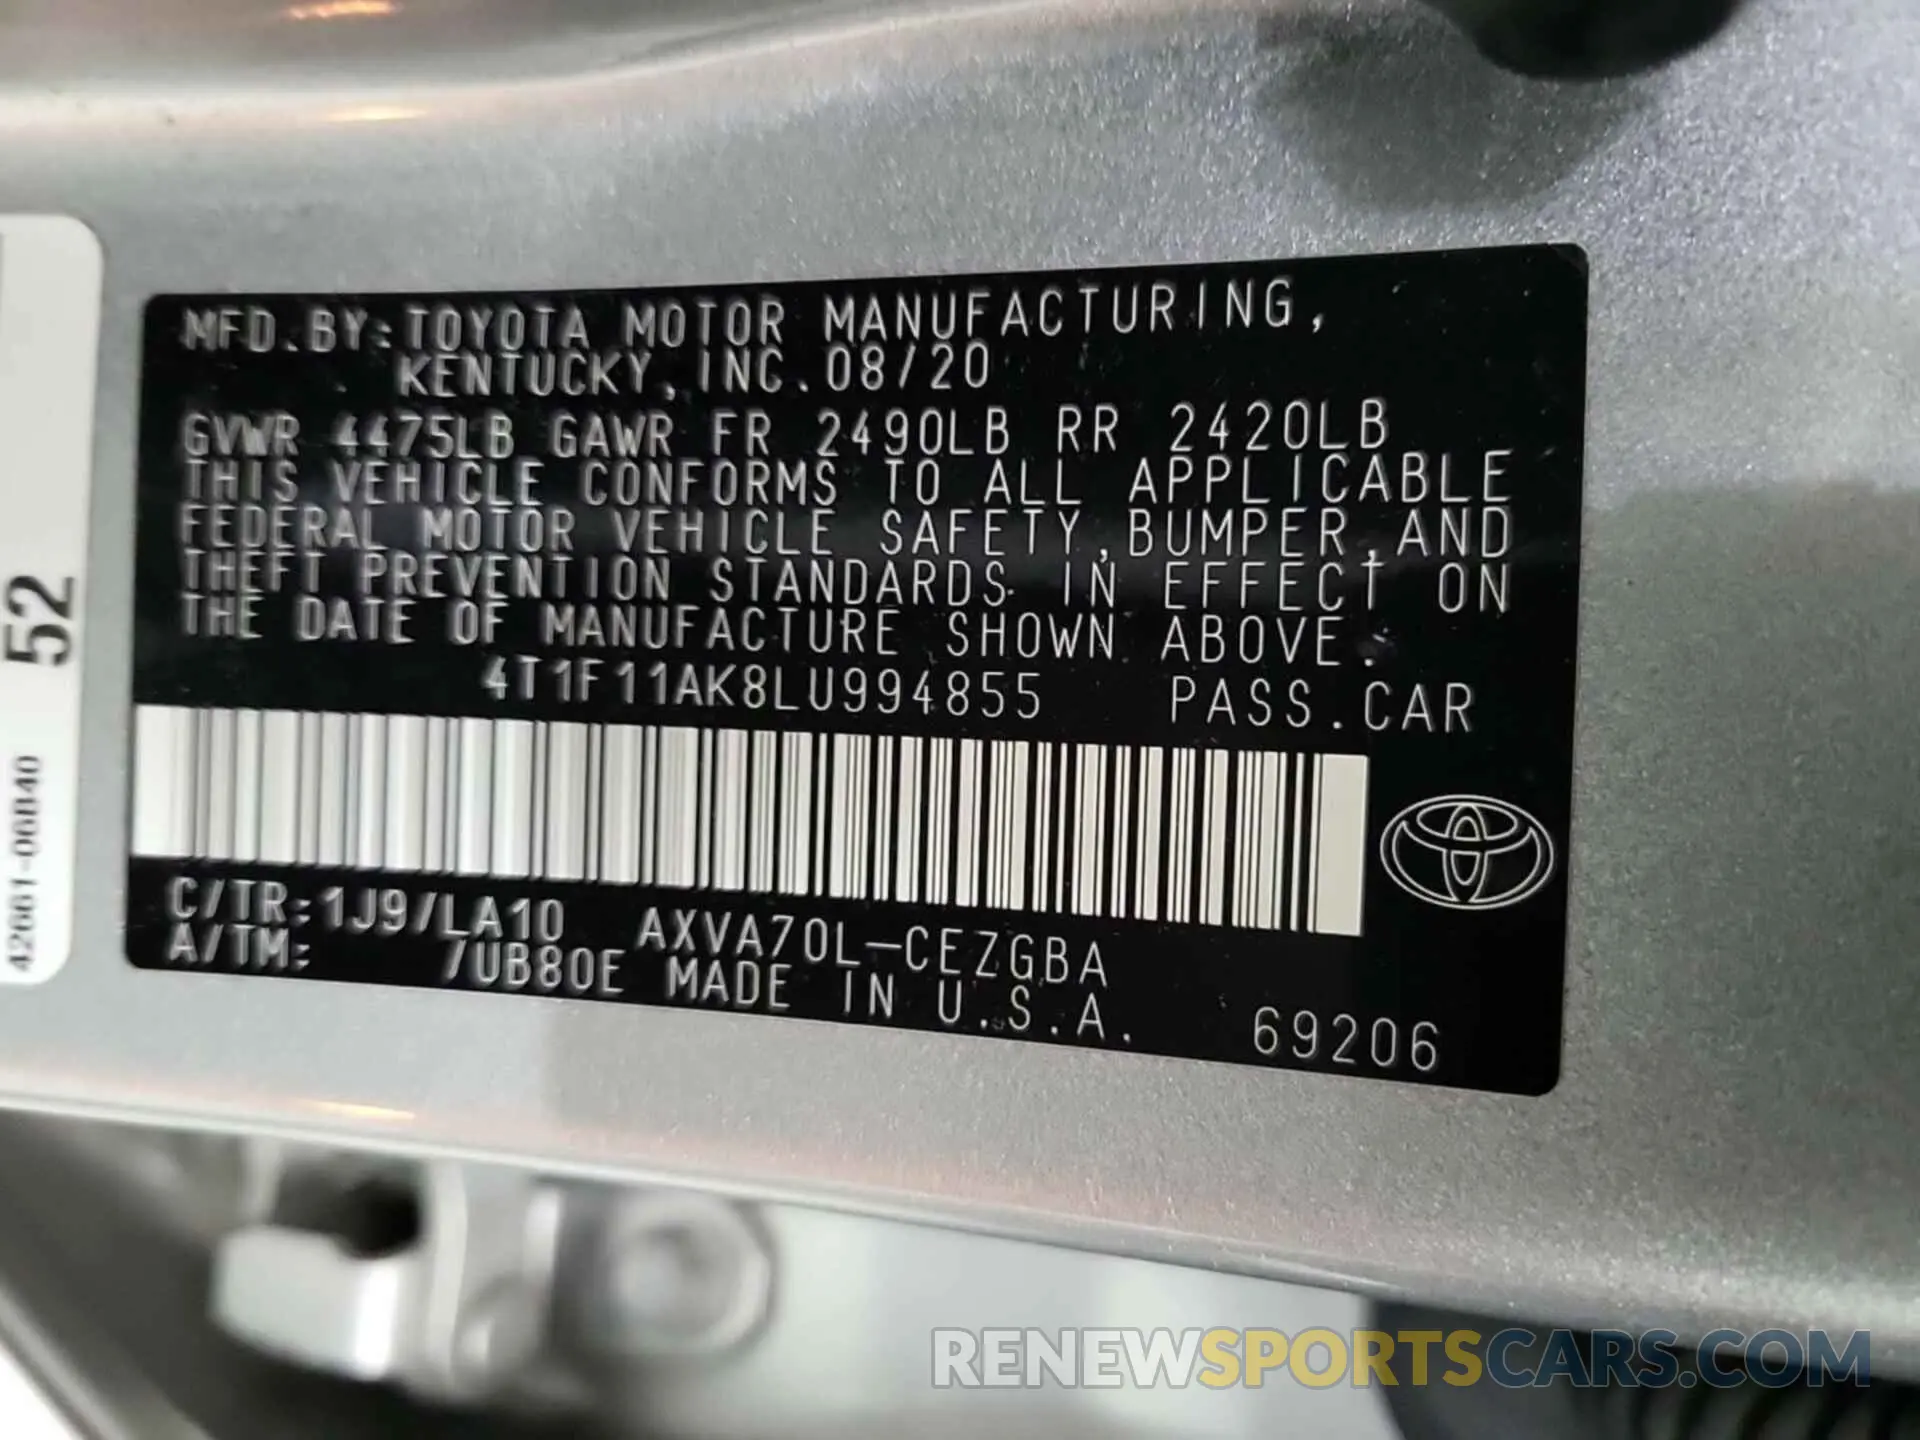 MFD.BY:TOYOTA MOTOR MANUFACTURING,
KENTUCKY, INC. 08/20
GVWR 4475LB GAWR FR 2490LB RR 2420LB
THIS VEHICLE CONFORMS TO ALL APPLICABLE
FEDERAL MOTOR VEHICLE SAFETY,BUMPER,AND
THEFT PREVENTION STANDARDS IN EFFECT ON
THE DATE OF MANUFACTURE SHOWN ABOVE.
4T1F11AK8LU994855 PASS.CAR
C/TR:1J9/LA10 AXVA70L-CEZGBA
A/TM: 7UB80E MADE IN U.S.A.
69206
52
42661-06B40
RENEWSPORTSCARS.COM